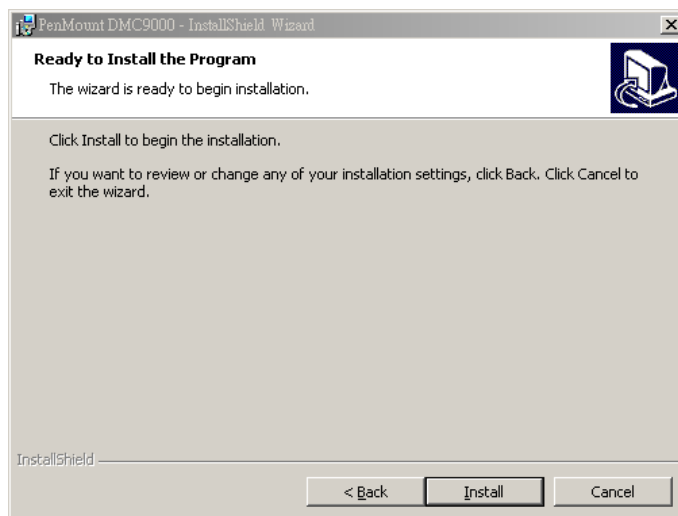 PenMount DMC9000 - InstallShield Wizard
Ready to Install the Program
The wizard is ready to begin installation.
Click Install to begin the installation.
If you want to review or change any of your installation settings, click Back. Click Cancel to
exit the wizard.
InstallShield
< Back
Install
Cancel